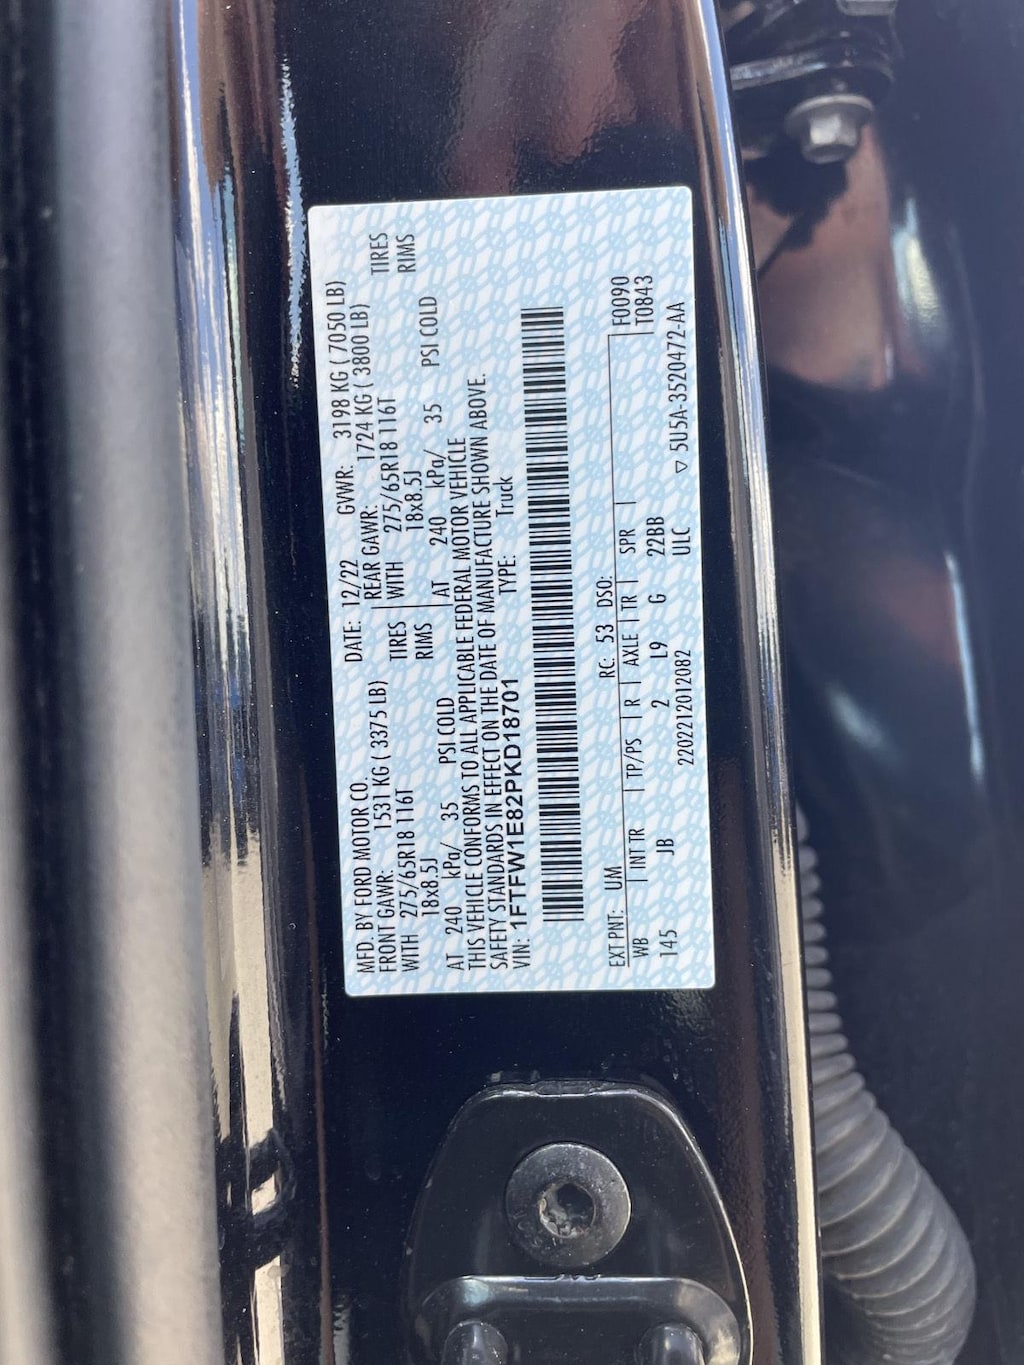 MFD. BY FORD MOTOR CO. DATE: 12/22 GVWR: 3198 KG ( 7050 LB)
FRONT GAWR: 1531 KG ( 3375 LB) REAR GAWR: 1724 KG ( 3800 LB)
WITH 275/65R18 116T TIRES WITH 275/65R18 116T TIRES
18x8.5J RIMS 18x8.5J RIMS
AT 240 kPa/ 35 PSI COLD AT 240 kPa/ 35 PSI COLD
THIS VEHICLE CONFORMS TO ALL APPLICABLE FEDERAL MOTOR VEHICLE
SAFETY STANDARDS IN EFFECT ON THE DATE OF MANUFACTURE SHOWN ABOVE.
VIN: 1FTFW1E82PKD18701 TYPE: Truck
EXT PNT: UM RC: 53 DSO: F0090
WB INT TR TP/PS R AXLE TR SPR T0843
145 JB 2 L9 G 22BB
220221012082 ULC ▽ 5U5A-3520472-AA